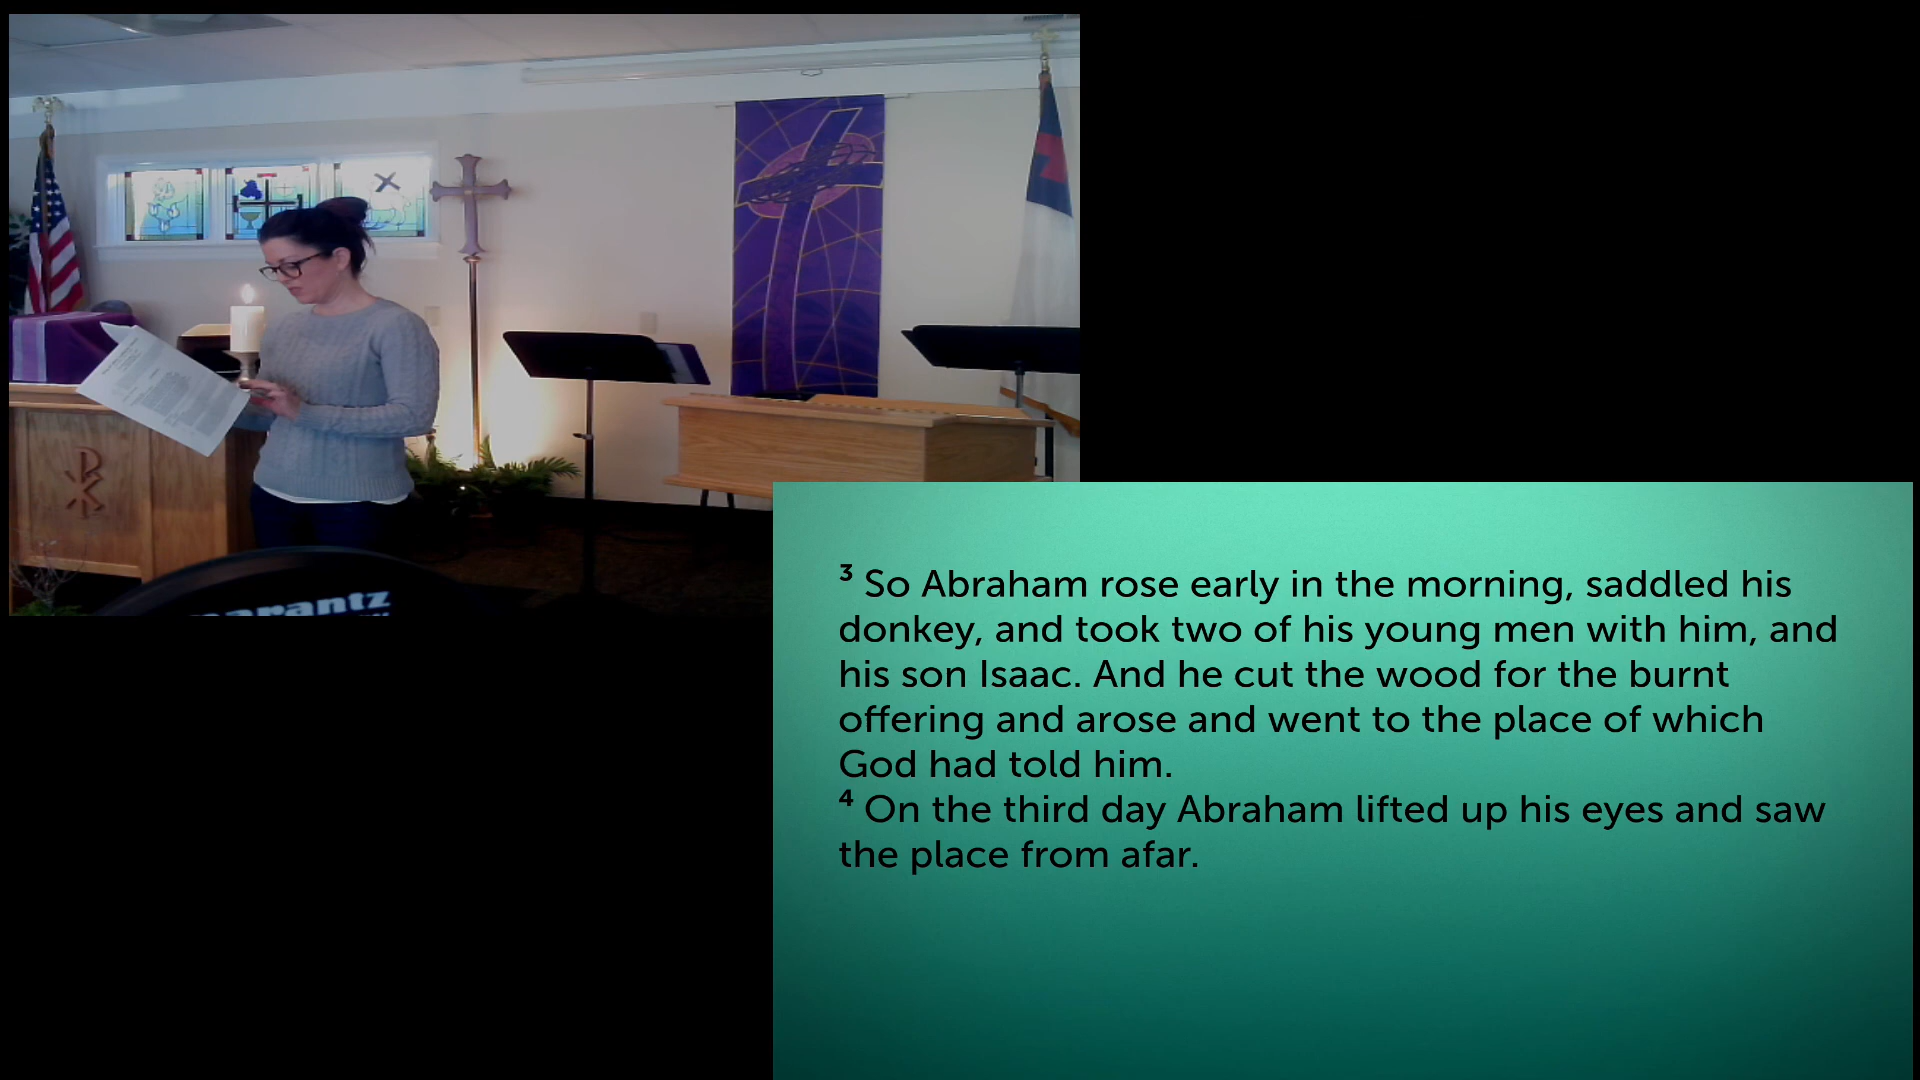 marantz
³ So Abraham rose early in the morning, saddled his
donkey, and took two of his young men with him, and
his son Isaac. And he cut the wood for the burnt
offering and arose and went to the place of which
God had told him.
⁴ On the third day Abraham lifted up his eyes and saw
the place from afar.